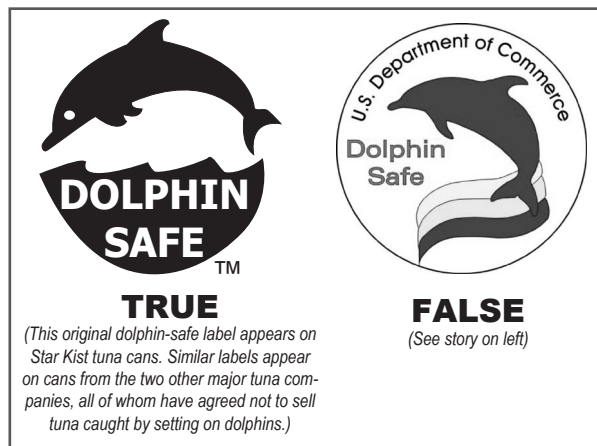 DOLPHIN
SAFE
TM
TRUE
(This original dolphin-safe label appears on
Star Kist tuna cans. Similar labels appear
on cans from the two other major tuna com-
panies, all of whom have agreed not to sell
tuna caught by setting on dolphins.)
U.S. Department of Commerce
Dolphin
Safe
FALSE
(See story on left)